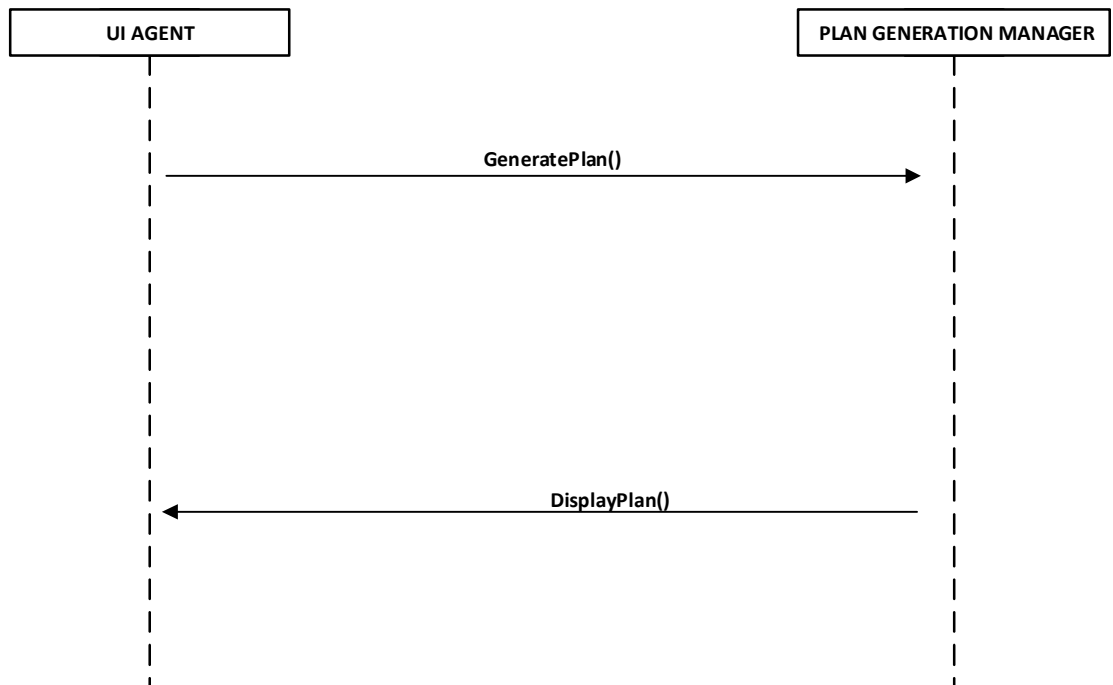 UI AGENT
PLAN GENERATION MANAGER
GeneratePlan()
DisplayPlan()